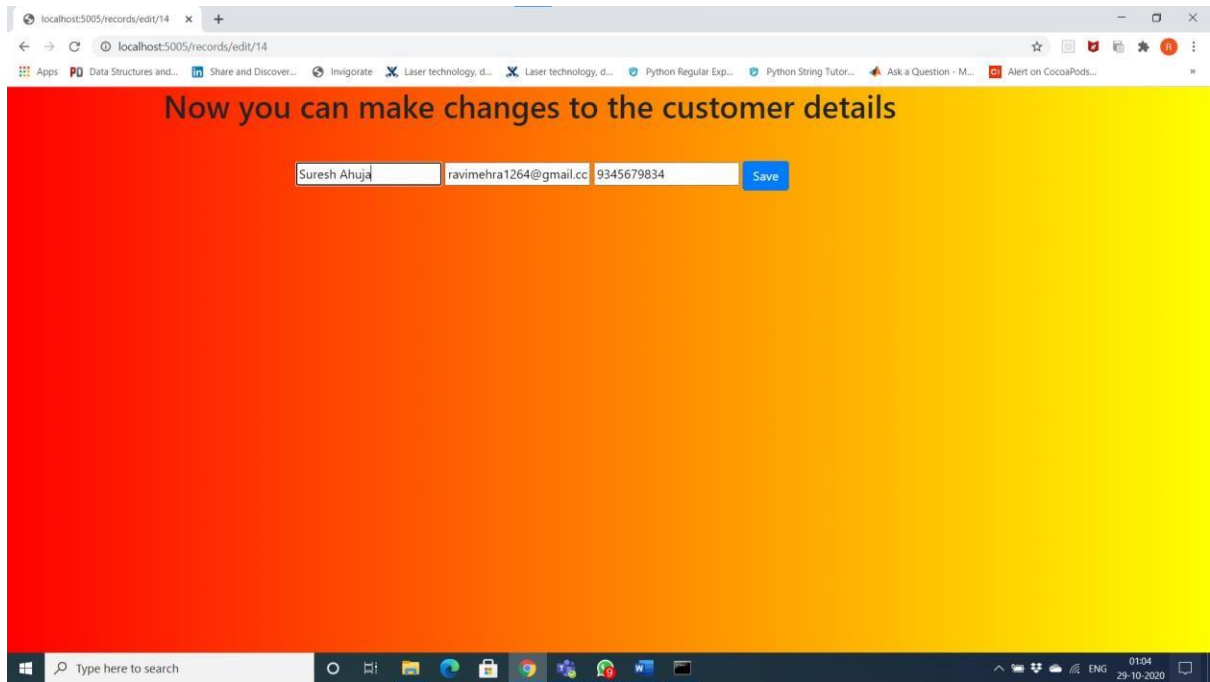 localhost:5005/records/edit/14
localhost:5005/records/edit/14
Apps PD Data Structures and... in Share and Discover... Invigorate Laser technology, d... Laser technology, d... Python Regular Exp... Python String Tutor... Ask a Question - M... Alert on CocoaPods... »
Now you can make changes to the customer details
Suresh Ahuja ravimehra1264@gmail.cc 9345679834 Save
Type here to search ENG 01:04
29-10-2020